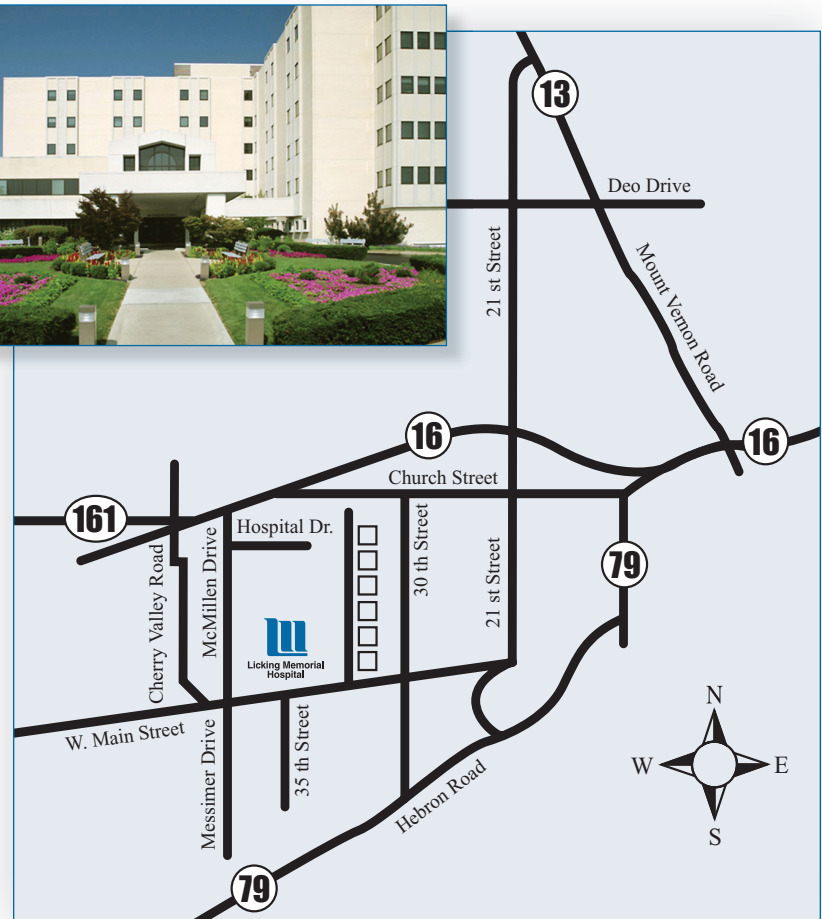 13
Deo Drive
21 st Street
Mount Vernon Road
16
16
Church Street
161
Hospital Dr.
McMillen Drive
Cherry Valley Road
30 th Street
21 st Street
79
Licking Memorial
Hospital
W. Main Street
Messimer Drive
35 th Street
Hebron Road
79
N
W
E
S